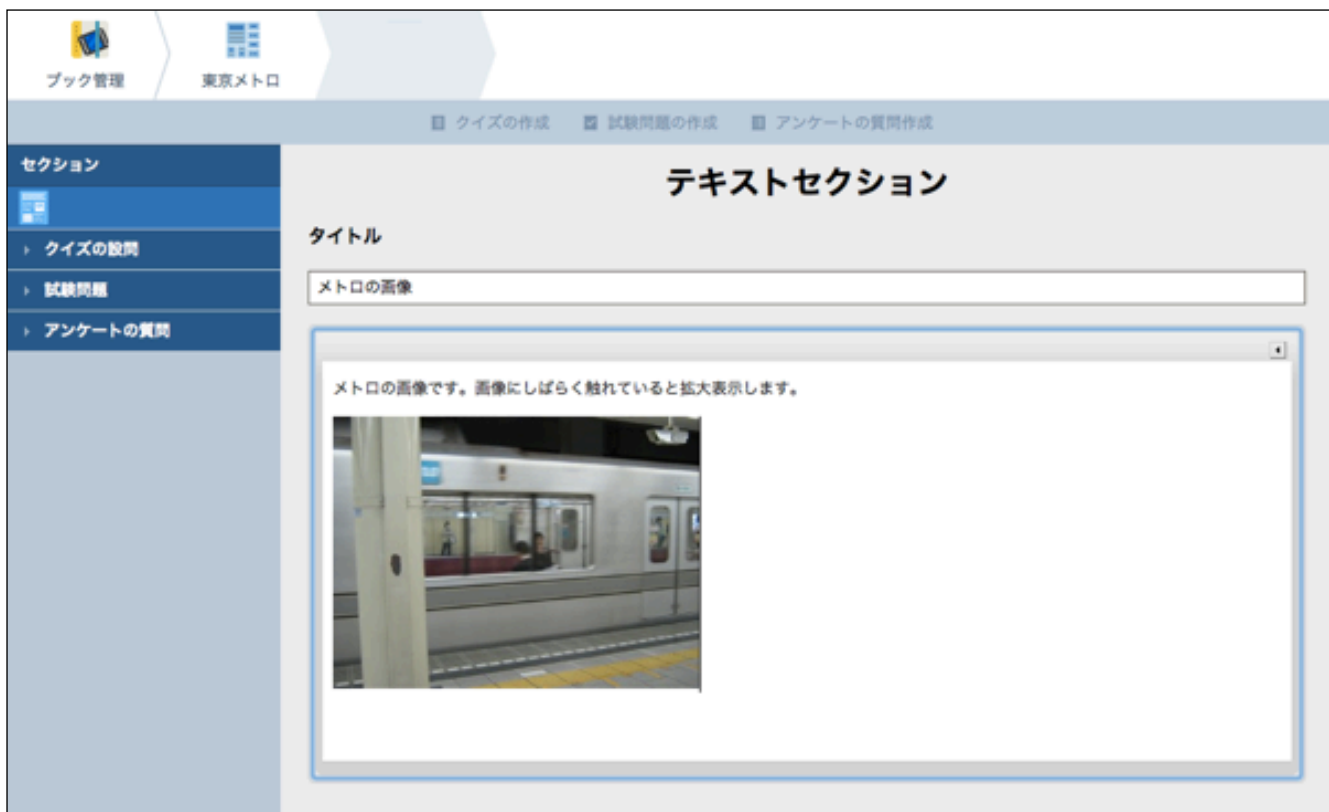 ブック管理
東京メトロ
クイズの作成
試験問題の作成
アンケートの質問作成
セクション
クイズの設問
試験問題
アンケートの質問
テキストセクション
タイトル
メトロの画像
メトロの画像です。画像にしばらく触れていると拡大表示します。